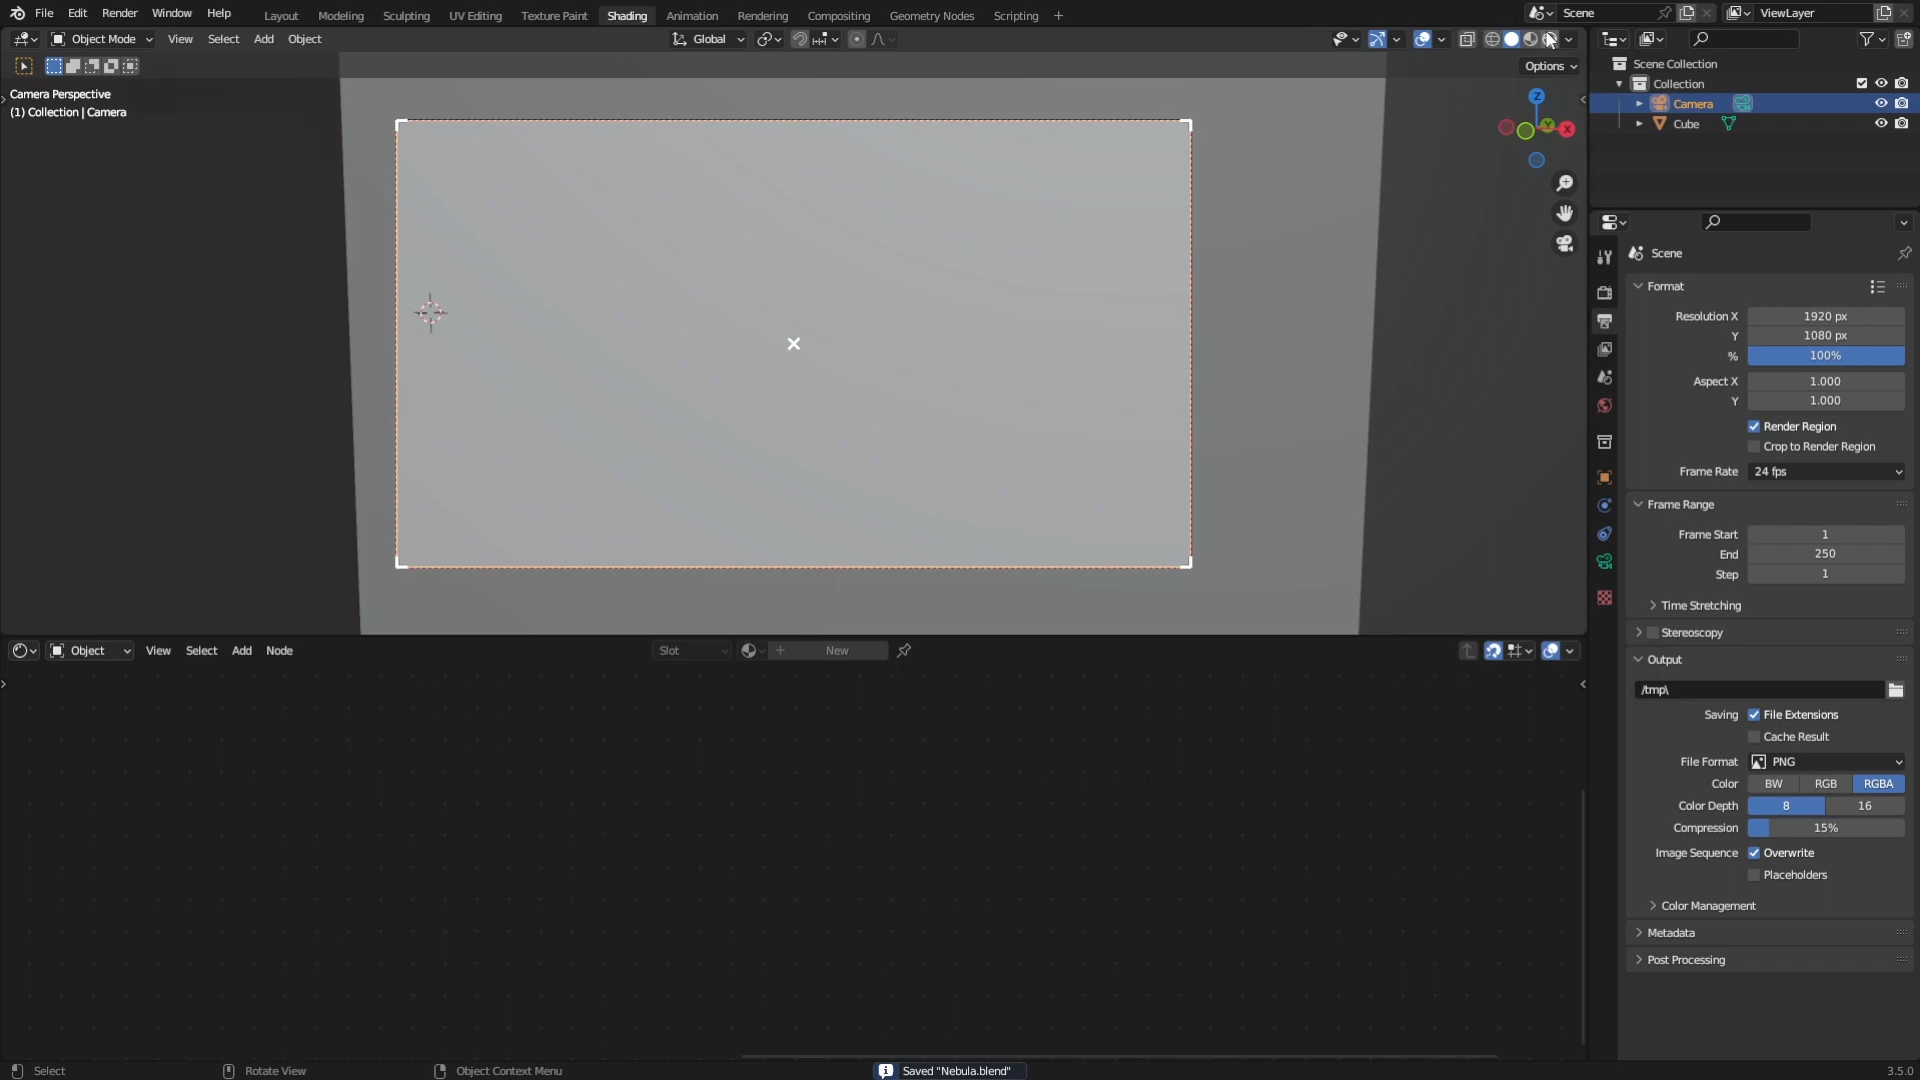 File Edit Render Window Help Layout Modeling Sculpting UV Editing Texture Paint Shading Animation Rendering Compositing Geometry Nodes Scripting Scene ViewLayer
Object Mode View Select Add Object Global
Options
Camera Perspective
(1) Collection | Camera
Z
Y
X
Scene Collection
Collection
Camera
Cube
Scene
Format
Resolution X 1920 px
Y 1080 px
% 100%
Aspect X 1.000
Y 1.000
Render Region
Crop to Render Region
Frame Rate 24 fps
Frame Range
Frame Start 1
End 250
Step 1
Time Stretching
Stereoscopy
Output
/tmp\
Saving File Extensions
Cache Result
File Format PNG
Color BW RGB RGBA
Color Depth 8 16
Compression 15%
Image Sequence Overwrite
Placeholders
Color Management
Metadata
Post Processing
Object View Select Add Node Slot New
Select Rotate View Object Context Menu Saved "Nebula.blend" 3.5.0